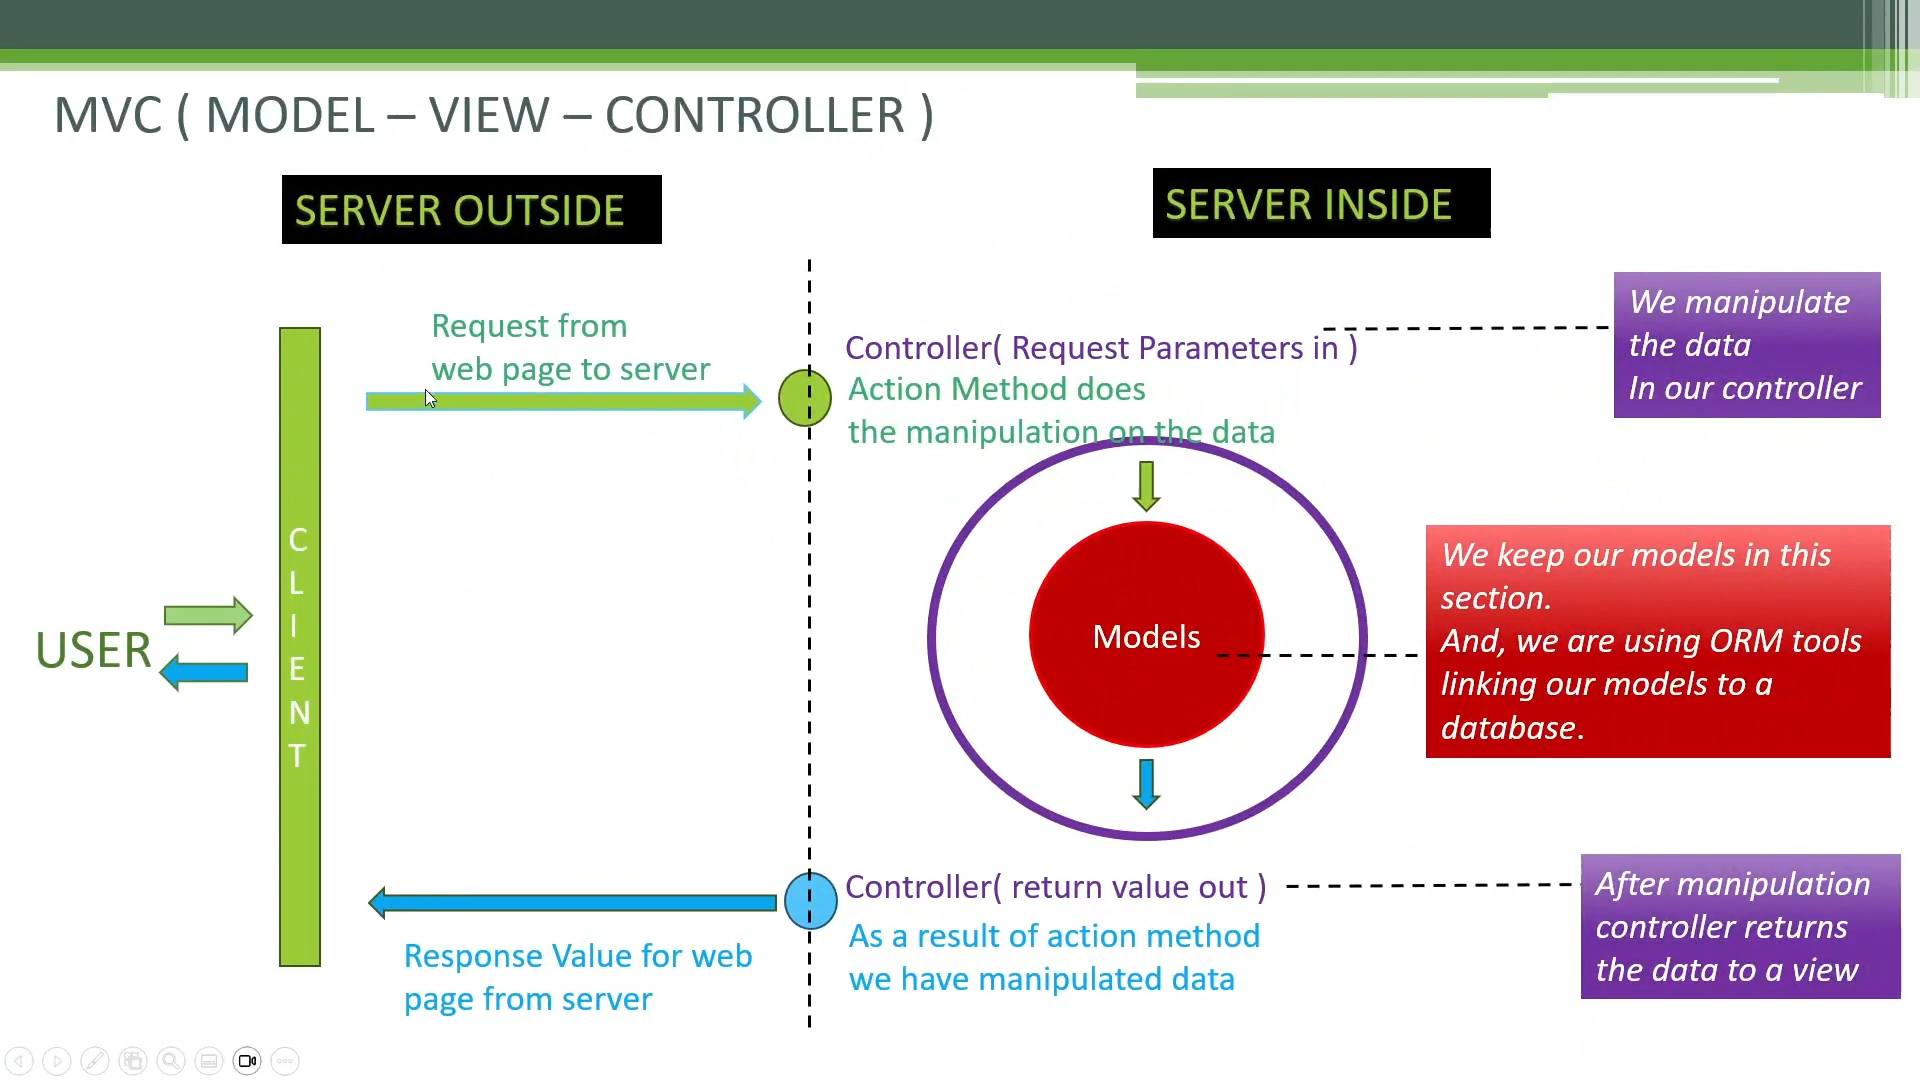 MVC ( MODEL – VIEW – CONTROLLER )
SERVER OUTSIDE
SERVER INSIDE
Request from
web page to server
Controller( Request Parameters in )
Action Method does
the manipulation on the data
We manipulate
the data
In our controller
USER
C
L
I
E
N
T
Models
We keep our models in this
section.
And, we are using ORM tools
linking our models to a
database.
Response Value for web
page from server
Controller( return value out )
As a result of action method
we have manipulated data
After manipulation
controller returns
the data to a view